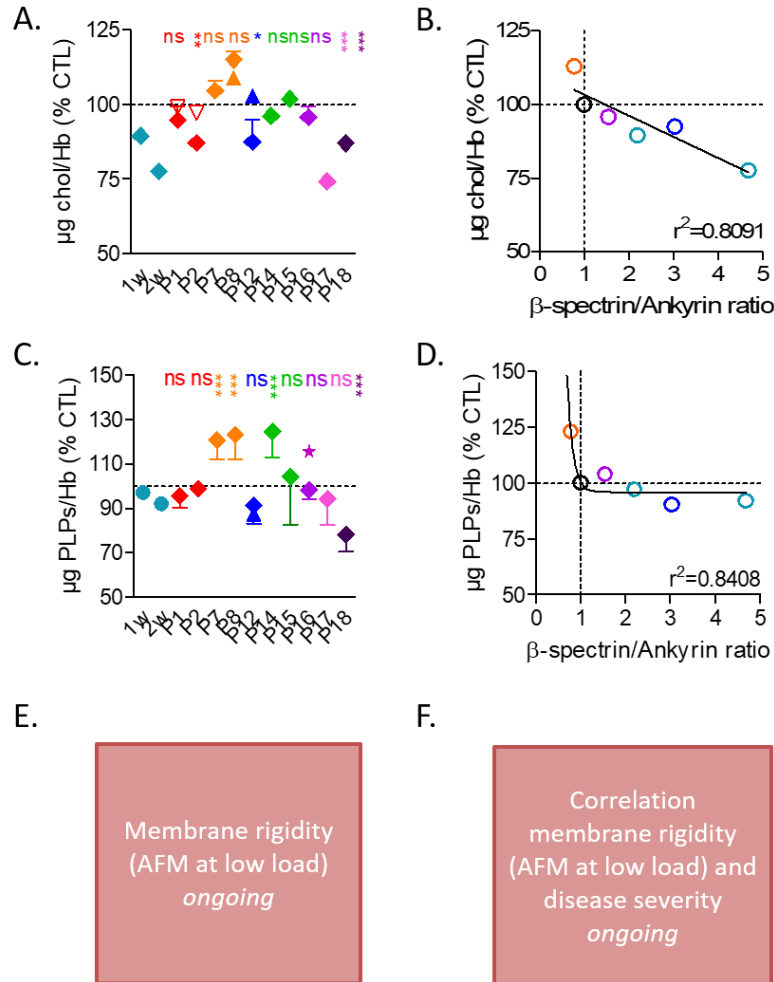 A.
ns ** ns ns * ns ns ns *** ***
125
100
75
50
µg chol/Hb (% CTL)
1w 2w P1 P2 P7 P8 P12 P14 P15 P16 P17 P18
B.
125
100
75
50
µg chol/Hb (% CTL)
r²=0.8091
0 1 2 3 4 5
β-spectrin/Ankyrin ratio
C.
ns ns *** *** ns *** ns ns ns ***
150
130
110
90
70
50
µg PLPs/Hb (% CTL)
1w 2w P1 P2 P7 P8 P12 P14 P15 P16 P17 P18
D.
150
125
100
75
50
µg PLPs/Hb (% CTL)
r²=0.8408
0 1 2 3 4 5
β-spectrin/Ankyrin ratio
E.
Membrane rigidity
(AFM at low load)
ongoing
F.
Correlation
membrane rigidity
(AFM at low load) and
disease severity
ongoing